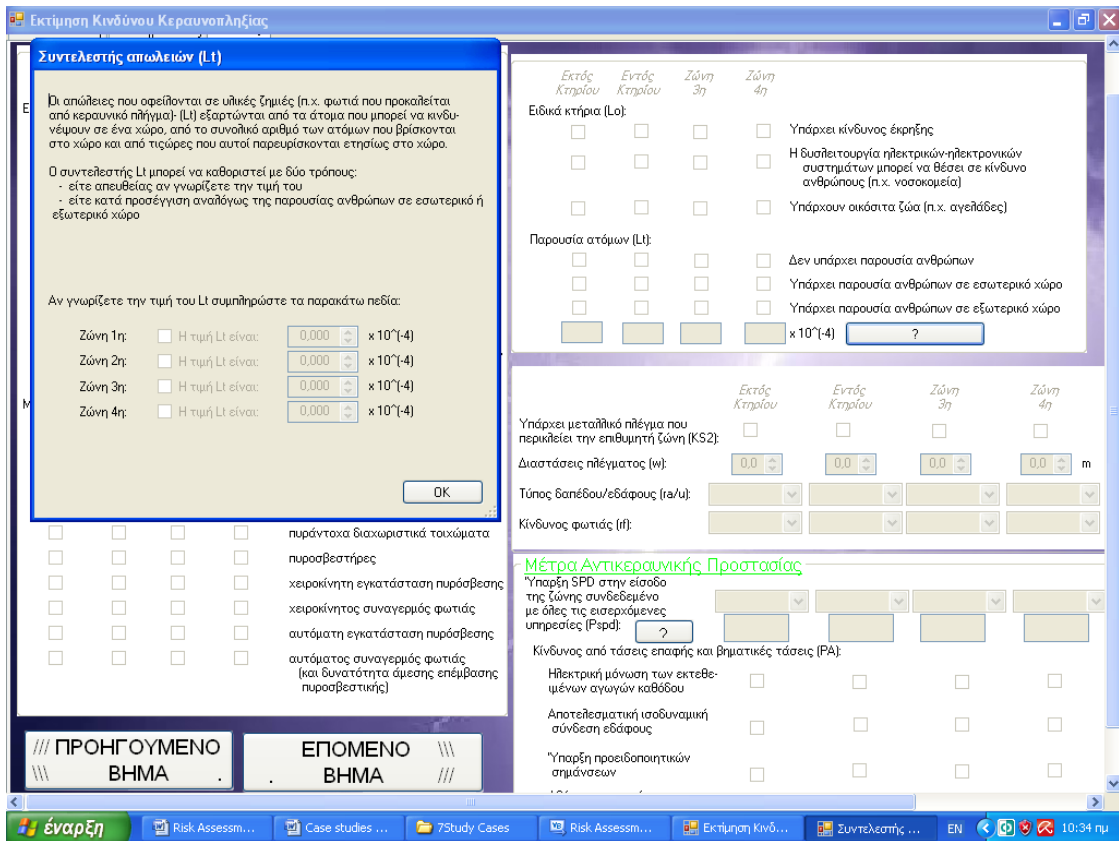 Εκτίμηση Κινδύνου Κεραυνοπληξίας
Συντελεστής απωλειών (Lt)
Οι απώλειες που οφείλονται σε υλικές ζημιές (π.χ. φωτιά που προκαλείται
από κεραυνικό πλήγμα)- (Lt) εξαρτώνται από τα άτομα που μπορεί να κινδυ-
νέψουν σε ένα χώρο, από το συνολικό αριθμό των ατόμων που βρίσκονται
στο χώρο και από τιςώρες που αυτοί παρευρίσκονται ετησίως στο χώρο.
Ο συντελεστής Lt μπορεί να καθοριστεί με δύο τρόπους:
- είτε απευθείας αν γνωρίζετε την τιμή του
- είτε κατά προσέγγιση αναλόγως της παρουσίας ανθρώπων σε εσωτερικό ή
εξωτερικό χώρο
Αν γνωρίζετε την τιμή του Lt συμπληρώστε τα παρακάτω πεδία:
Ζώνη 1η: Η τιμή Lt είναι: 0,000 x 10^(-4)
Ζώνη 2η: Η τιμή Lt είναι: 0,000 x 10^(-4)
Ζώνη 3η: Η τιμή Lt είναι: 0,000 x 10^(-4)
Ζώνη 4η: Η τιμή Lt είναι: 0,000 x 10^(-4)
OK
πυράντοχα διαχωριστικά τοιχώματα
πυροσβεστήρες
χειροκίνητη εγκατάσταση πυρόσβεσης
χειροκίνητος συναγερμός φωτιάς
αυτόματη εγκατάσταση πυρόσβεσης
αυτόματος συναγερμός φωτιάς
(και δυνατότητα άμεσης επέμβασης
πυροσβεστικής)
/// ΠΡΟΗΓΟΥΜΕΝΟ
\\\ ΒΗΜΑ .
ΕΠΟΜΕΝΟ \\\
. ΒΗΜΑ ///
Εκτός Εντός Ζώνη Ζώνη
Κτηρίου Κτηρίου 3η 4η
Ειδικά κτήρια (Lo):
Υπάρχει κίνδυνος έκρηξης
Η δυσλειτουργία ηλεκτρικών-ηλεκτρονικών
συστημάτων μπορεί να θέσει σε κίνδυνο
ανθρώπους (π.χ. νοσοκομεία)
Υπάρχουν οικόσιτα ζώα (π.χ. αγελάδες)
Παρουσία ατόμων (Lt):
Δεν υπάρχει παρουσία ανθρώπων
Υπάρχει παρουσία ανθρώπων σε εσωτερικό χώρο
Υπάρχει παρουσία ανθρώπων σε εξωτερικό χώρο
x 10^(-4) ?
Εκτός Εντός Ζώνη Ζώνη
Κτηρίου Κτηρίου 3η 4η
Υπάρχει μεταλλικό πλέγμα που
περικλείει την επιθυμητή ζώνη (KS2):
Διαστάσεις πλέγματος (w): 0,0 0,0 0,0 0,0 m
Τύπος δαπέδου/εδάφους (ra/u):
Κίνδυνος φωτιάς (rf):
Μέτρα Αντικεραυνικής Προστασίας
Ύπαρξη SPD στην είσοδο
της ζώνης συνδεδεμένο
με όλες τις εισερχόμενες
υπηρεσίες (Pspd): ?
Κίνδυνος από τάσεις επαφής και βηματικές τάσεις (PA):
Ηλεκτρική μόνωση των εκτεθε-
ιμένων αγωγών καθόδου
Αποτελεσματική ισοδυναμική
σύνδεση εδάφους
Ύπαρξη προειδοποιητικών
σημάνσεων
έναρξη
Risk Assessm...
Case studies ...
7Study Cases
Risk Assessm...
Εκτίμηση Κινδ...
Συντελεστής ...
EN
10:34 πμ